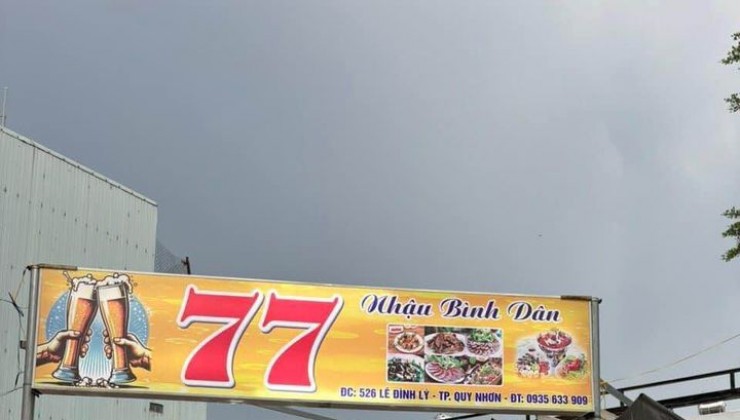 77
Nhậu Bình Dân
ĐC: 526 LÊ ĐÌNH LÝ - TP. QUY NHƠN - ĐT: 0935 633 909